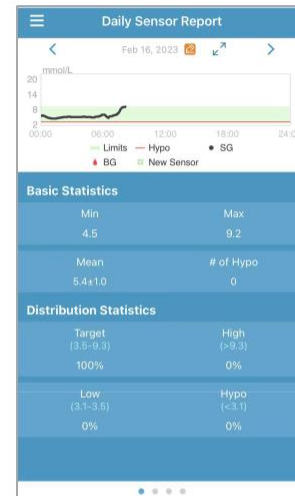 Daily Sensor Report
Feb 16, 2023
mmol/L
20
14
8
2
00:00 06:00 12:00 18:00 24:0
Limits Hypo SG
BG New Sensor
Basic Statistics
Min Max
4.5 9.2
Mean # of Hypo
5.4±1.0 0
Distribution Statistics
Target High
(3.5-9.3) (>9.3)
100% 0%
Low Hypo
(3.1-3.5) (<3.1)
0% 0%